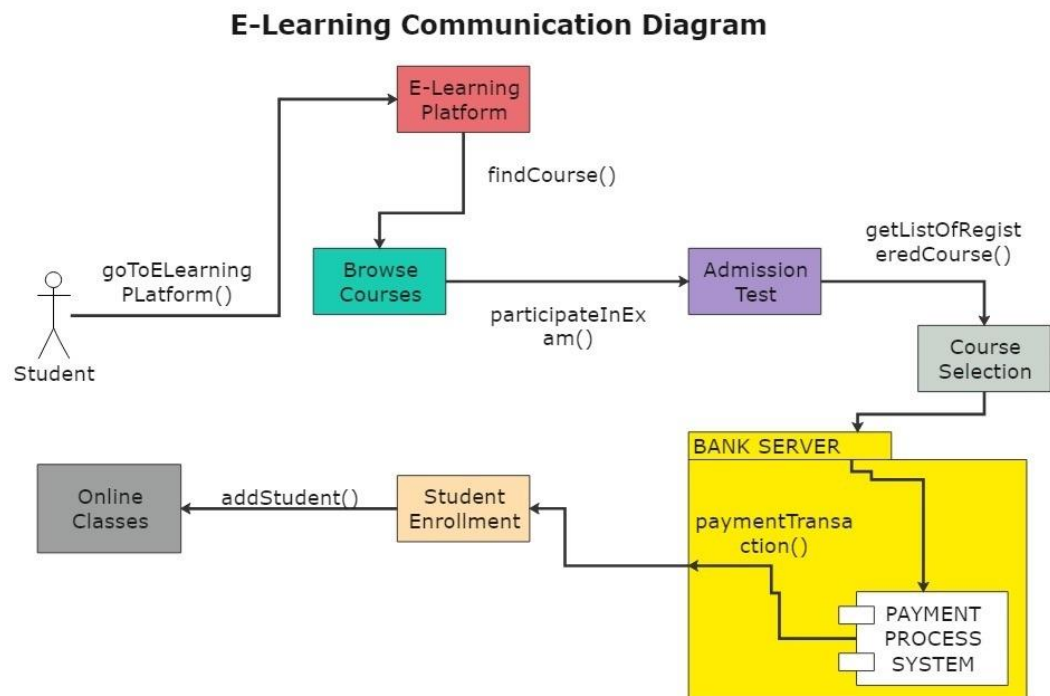 E-Learning Communication Diagram
E-Learning
Platform
findCourse()
goToELearning
PLatform()
Student
Browse
Courses
participateInEx
am()
Admission
Test
getListOfRegist
eredCourse()
Course
Selection
BANK SERVER
paymentTransa
ction()
PAYMENT
PROCESS
SYSTEM
Student
Enrollment
addStudent()
Online
Classes